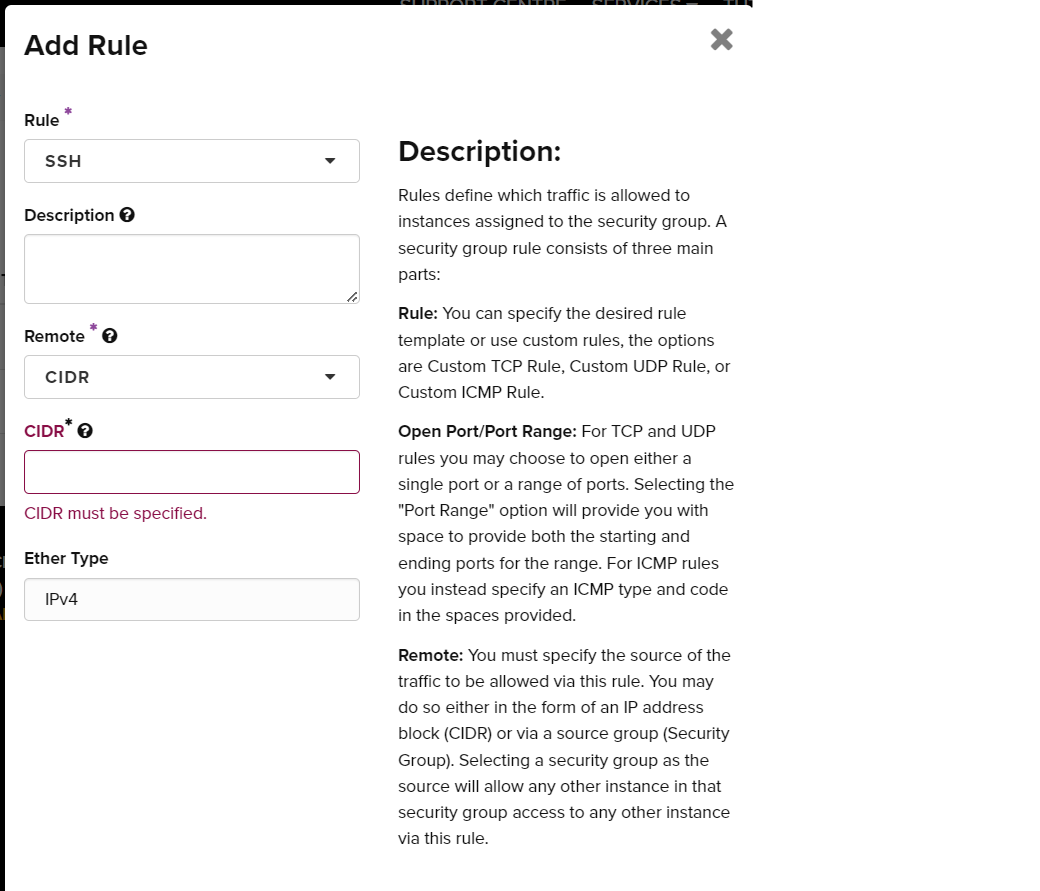 SUPPORT CENTRE SERVICES
Add Rule
Rule *
SSH
Description
Remote *
CIDR
CIDR*
CIDR must be specified.
Ether Type
IPv4
Description:
Rules define which traffic is allowed to
instances assigned to the security group. A
security group rule consists of three main
parts:
Rule: You can specify the desired rule
template or use custom rules, the options
are Custom TCP Rule, Custom UDP Rule, or
Custom ICMP Rule.
Open Port/Port Range: For TCP and UDP
rules you may choose to open either a
single port or a range of ports. Selecting the
"Port Range" option will provide you with
space to provide both the starting and
ending ports for the range. For ICMP rules
you instead specify an ICMP type and code
in the spaces provided.
Remote: You must specify the source of the
traffic to be allowed via this rule. You may
do so either in the form of an IP address
block (CIDR) or via a source group (Security
Group). Selecting a security group as the
source will allow any other instance in that
security group access to any other instance
via this rule.